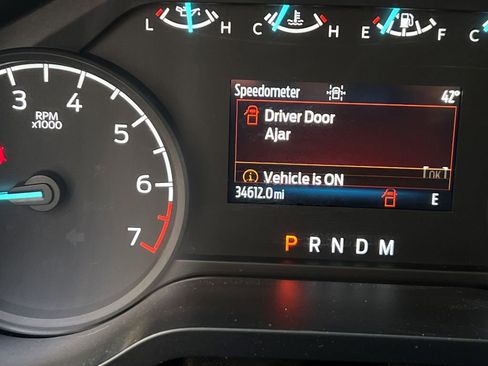 L H C H E F C
Speedometer 42°
Driver Door
Ajar
Vehicle is ON OK
34612.0 mi E
3 4 5 6 7
RPM
x1000
P R N D M